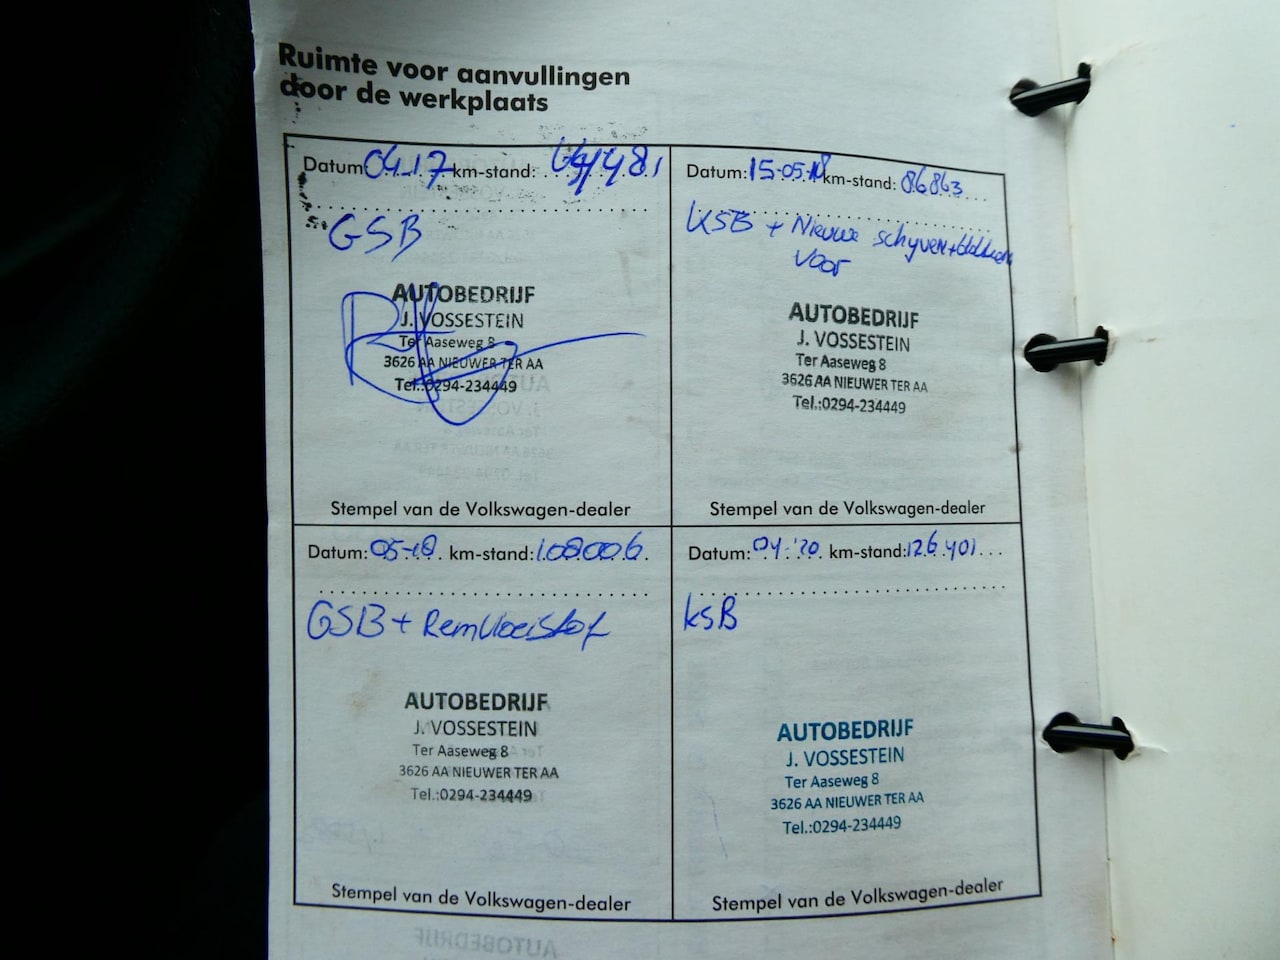 Ruimte voor aanvullingen
door de werkplaats
Datum: 04.17 km-stand:
GSB
AUTOBEDRIJF
J. VOSSESTEIN
Ter Aaseweg 8
3626 AA NIEUWER TER AA
Tel.:0294-234449
Stempel van de Volkswagen-dealer
Datum: 15-05-18 km-stand: 86863
KSB + Nieuwe schyven + blokken
voor
AUTOBEDRIJF
J. VOSSESTEIN
Ter Aaseweg 8
3626 AA NIEUWER TER AA
Tel.:0294-234449
Stempel van de Volkswagen-dealer
Datum: km-stand: 108006
GSB + Remvloeistof
AUTOBEDRIJF
J. VOSSESTEIN
Ter Aaseweg 8
3626 AA NIEUWER TER AA
Tel.:0294-234449
Stempel van de Volkswagen-dealer
Datum: 04-'20 km-stand: 126401
KSB
AUTOBEDRIJF
J. VOSSESTEIN
Ter Aaseweg 8
3626 AA NIEUWER TER AA
Tel.:0294-234449
Stempel van de Volkswagen-dealer